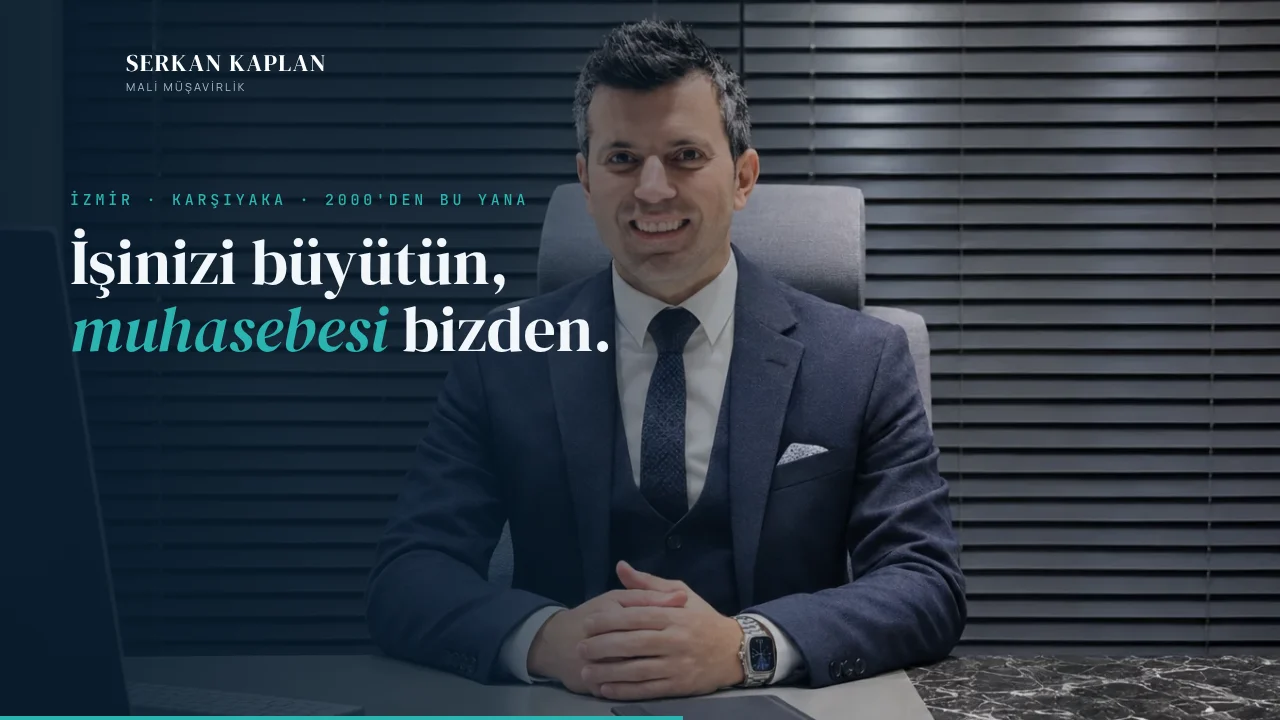 SERKAN KAPLAN
MALİ MÜŞAVİRLİK
İZMİR · KARŞIYAKA · 2000'DEN BU YANA
İşinizi büyütün,
muhasebesi bizden.